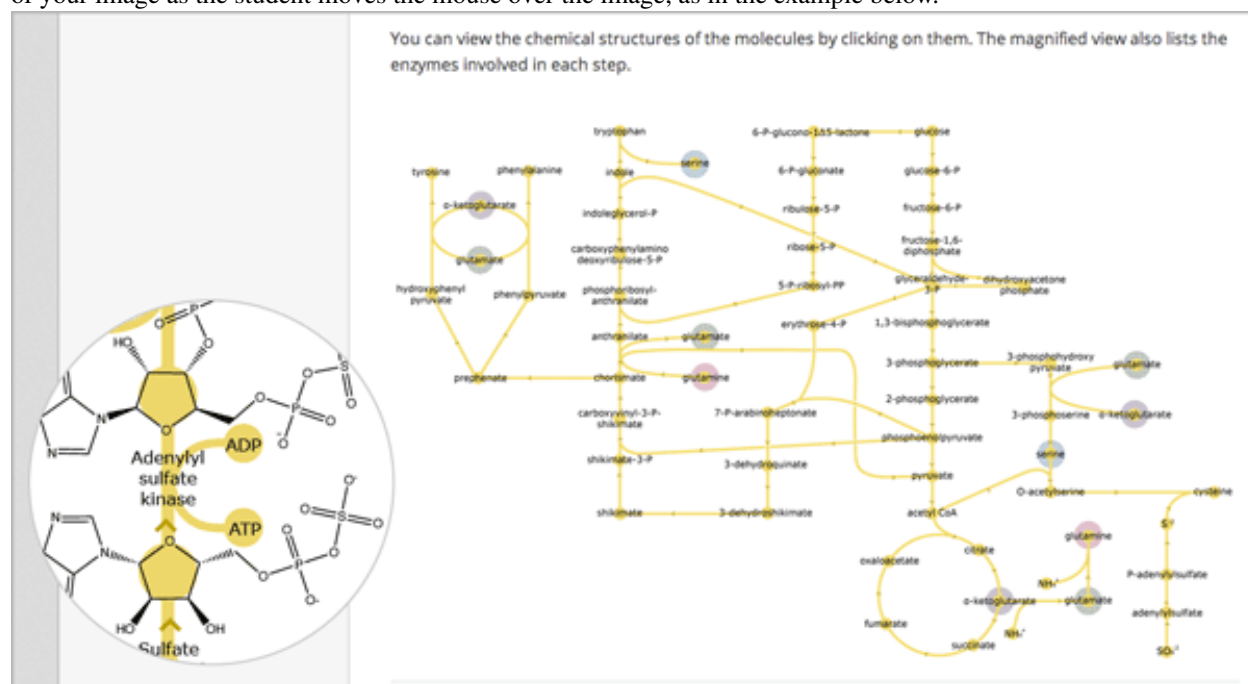 of your image as the student moves the mouse over the image, as in the example below.
You can view the chemical structures of the molecules by clicking on them. The magnified view also lists the
enzymes involved in each step.
tryptophan
6-P-glucono-1Δ5-lactone
glucose
serine
tyrosine
phenylalanine
indole
6-P-gluconate
glucose-6-P
α-ketoglutarate
indoleglycerol-P
ribulose-5-P
fructose-6-P
carboxyphenylamino
deoxyribulose-5-P
ribose-5-P
fructose-1,6-
diphosphate
glutamate
hydroxyphenyl
pyruvate
phenylpyruvate
phosphoribosyl-
anthranilate
5-P-ribosyl-PP
glyceraldehyde-
3-P
dihydroxyacetone
phosphate
anthranilate
glutamate
erythrose-4-P
1,3-bisphosphoglycerate
prephenate
chorismate
glutamine
3-phosphoglycerate
3-phosphohydroxy
pyruvate
glutamate
carboxyvinyl-3-P-
shikimate
7-P-arabinoheptonate
2-phosphoglycerate
3-phosphoserine
α-ketoglutarate
shikimate-3-P
3-dehydroquinate
phosphoenolpyruvate
serine
pyruvate
O-acetylserine
cysteine
shikimate
3-dehydroshikimate
acetyl CoA
S-²
citrate
glutamine
oxaloacetate
NH₄⁺
P-adenylylsulfate
α-ketoglutarate
glutamate
adenylylsulfate
fumarate
NH₄⁺
succinate
SO₄-²
O
P
HO
O
S
O
O
P
O
O
O-
N
N
O
ADP
Adenylyl
sulfate
kinase
ATP
O-
O
S
O
O
O
N
N
O
P
O
O-
HO
OH
Sulfate